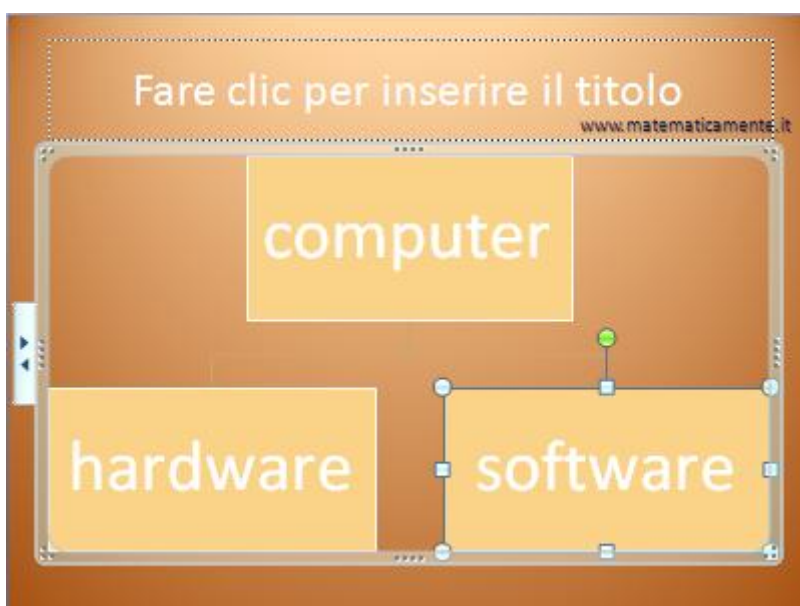 Fare clic per inserire il titolo
www.matematicamente.it
computer
hardware
software